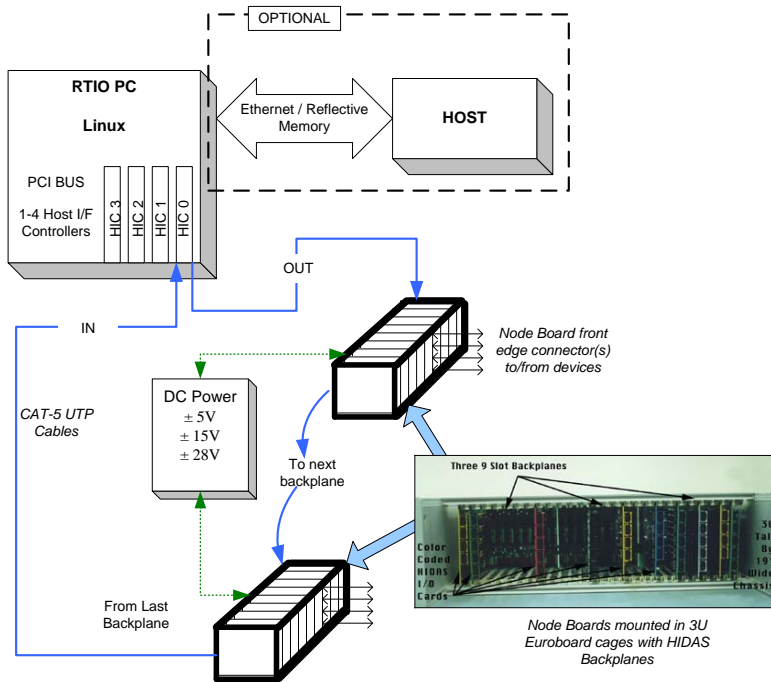 OPTIONAL
RTIO PC
Linux
Ethernet / Reflective
Memory
HOST
PCI BUS
1-4 Host I/F
Controllers
HIC 3
HIC 2
HIC 1
HIC 0
OUT
IN
Node Board front
edge connector(s)
to/from devices
DC Power
± 5V
± 15V
± 28V
CAT-5 UTP
Cables
To next
backplane
Three 9 Slot Backplanes
Color
Coded
HIDAS
I/O
Cards
Wide
Chassis
From Last
Backplane
Node Boards mounted in 3U
Euroboard cages with HIDAS
Backplanes